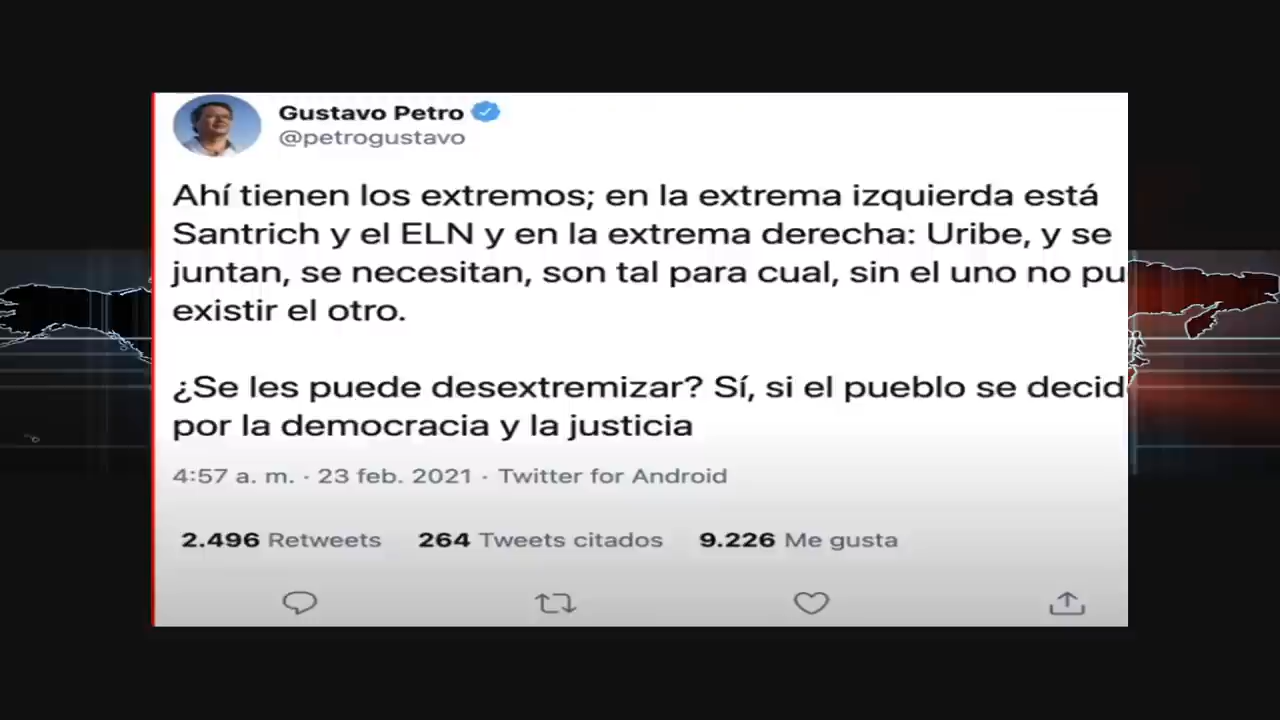 Gustavo Petro
@petrogustavo
Ahí tienen los extremos; en la extrema izquierda está
Santrich y el ELN y en la extrema derecha: Uribe, y se
juntan, se necesitan, son tal para cual, sin el uno no pu
existir el otro.
¿Se les puede desextremizar? Sí, si el pueblo se decid
por la democracia y la justicia
4:57 a. m. · 23 feb. 2021 · Twitter for Android
2.496 Retweets 264 Tweets citados 9.226 Me gusta